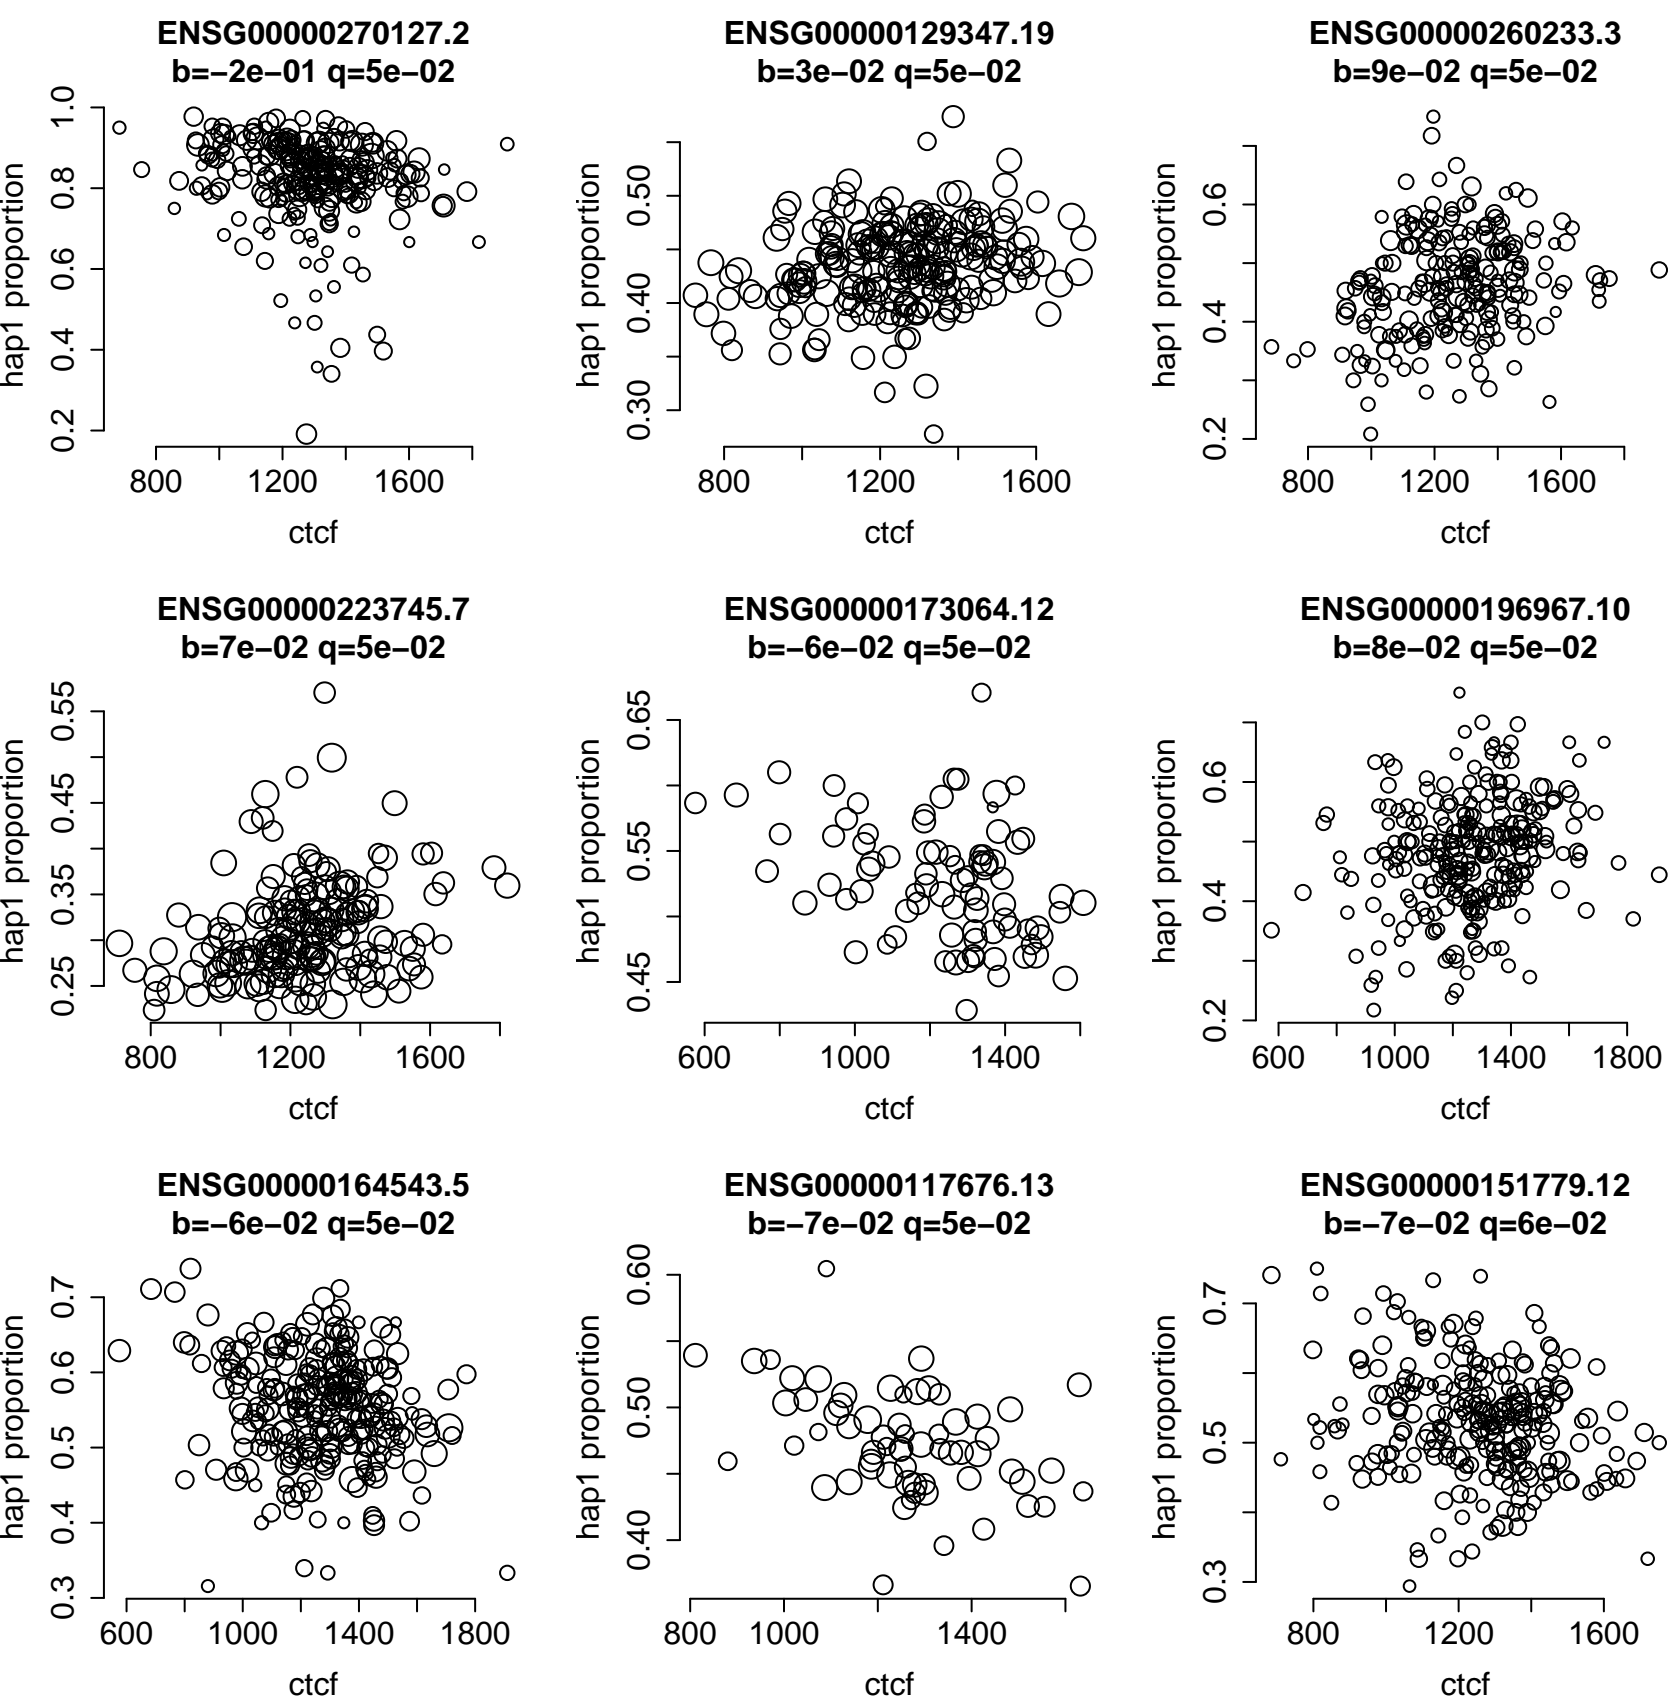 ENSG00000270127.2
b=−2e−01 q=5e−02
hap1 proportion
1.0
0.8
0.6
0.4
0.2
800 1200 1600
ctcf
ENSG00000129347.19
b=3e−02 q=5e−02
hap1 proportion
0.50
0.40
0.30
800 1200 1600
ctcf
ENSG00000260233.3
b=9e−02 q=5e−02
hap1 proportion
0.6
0.4
0.2
800 1200 1600
ctcf
ENSG00000223745.7
b=7e−02 q=5e−02
hap1 proportion
0.55
0.45
0.35
0.25
800 1200 1600
ctcf
ENSG00000173064.12
b=−6e−02 q=5e−02
hap1 proportion
0.65
0.55
0.45
600 1000 1400
ctcf
ENSG00000196967.10
b=8e−02 q=5e−02
hap1 proportion
0.6
0.4
0.2
600 1000 1400 1800
ctcf
ENSG00000164543.5
b=−6e−02 q=5e−02
hap1 proportion
0.7
0.6
0.5
0.4
0.3
600 1000 1400 1800
ctcf
ENSG00000117676.13
b=−7e−02 q=5e−02
hap1 proportion
0.60
0.50
0.40
800 1000 1400
ctcf
ENSG00000151779.12
b=−7e−02 q=6e−02
hap1 proportion
0.7
0.5
0.3
800 1200 1600
ctcf